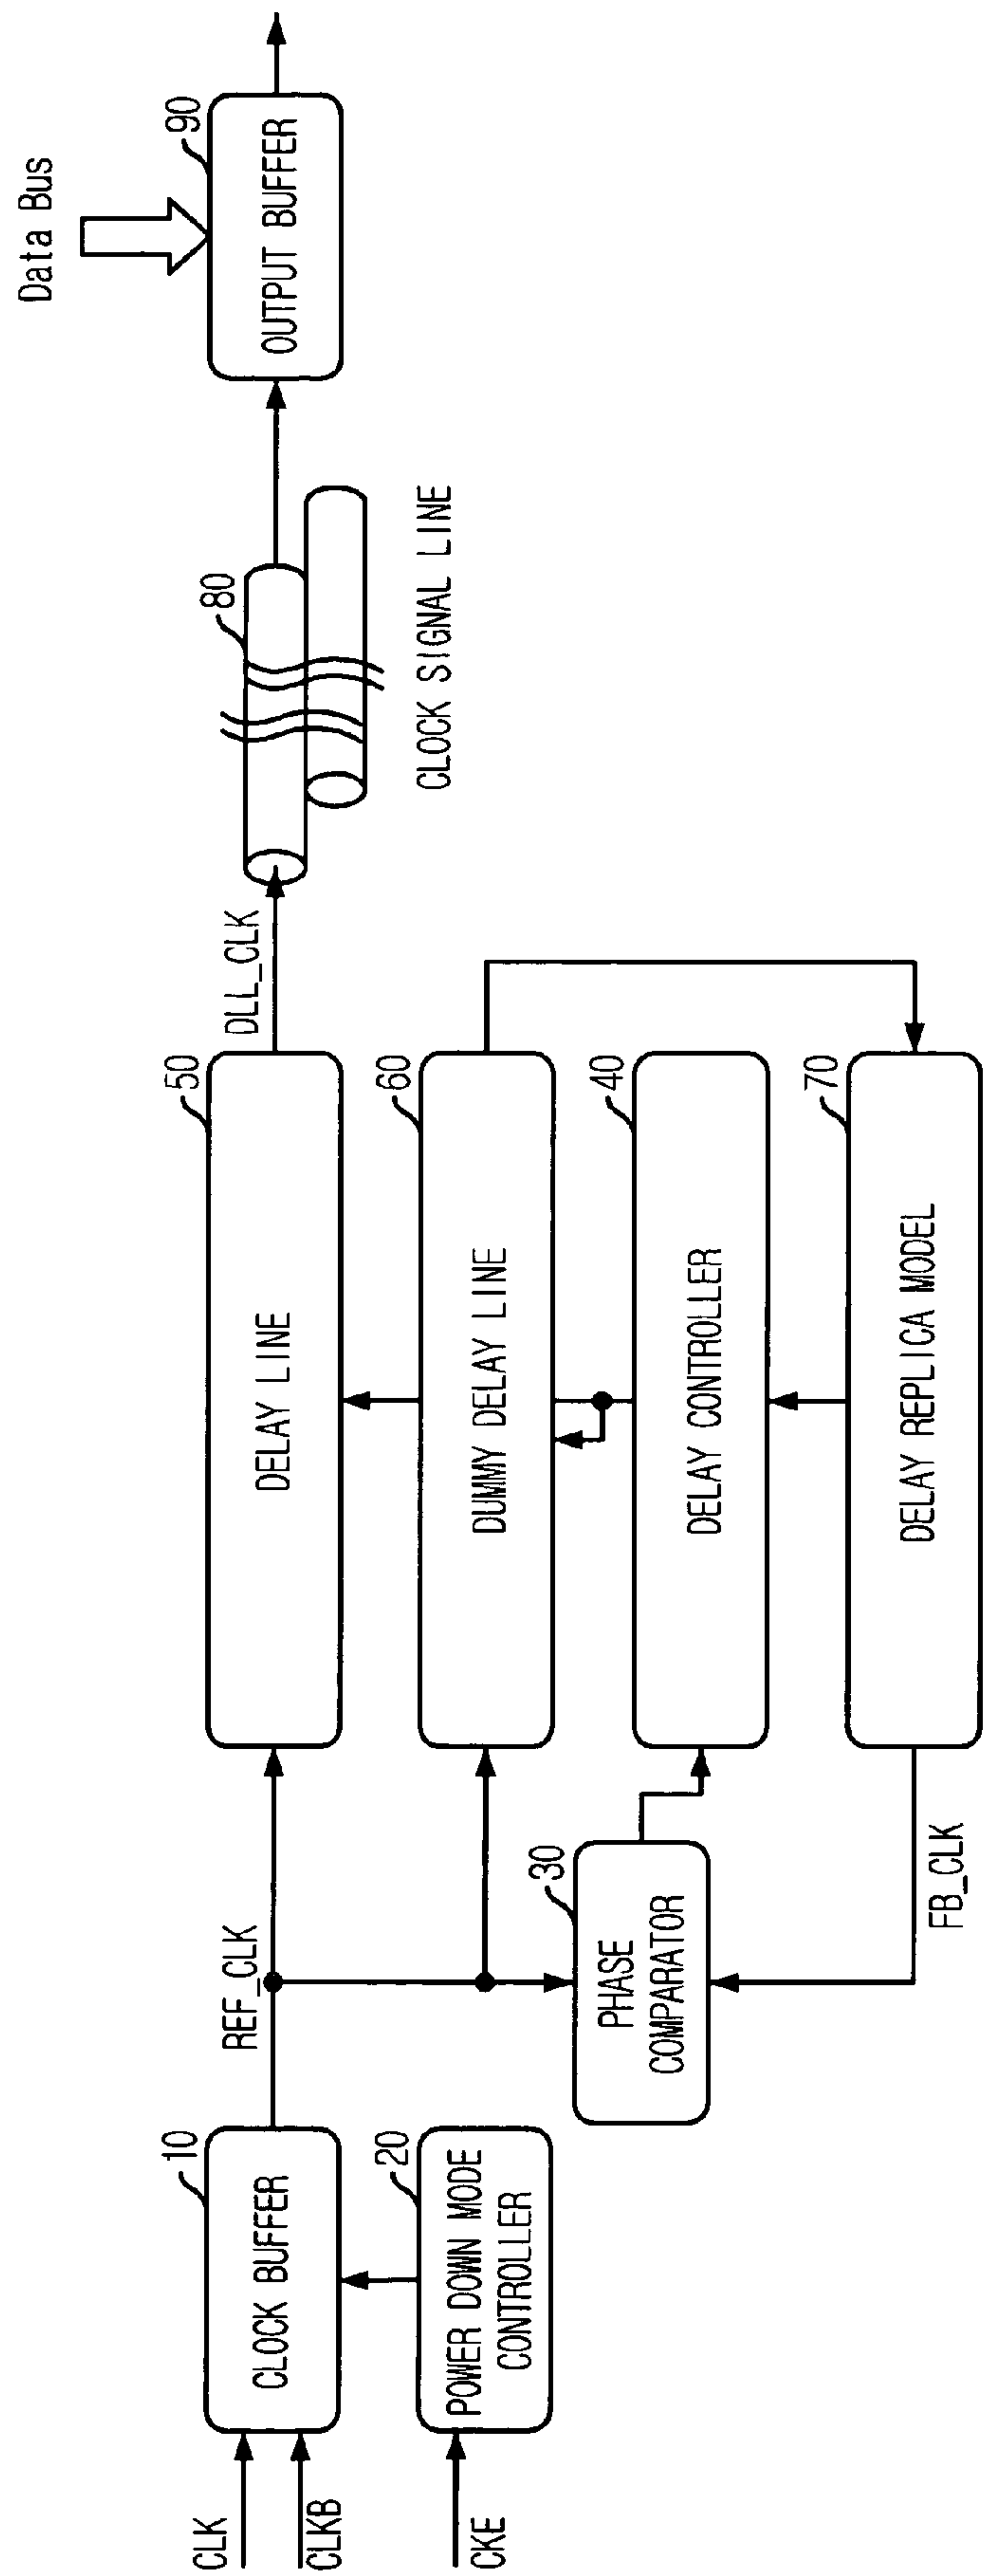 CLK
CLKB
CKE
10
CLOCK BUFFER
20
POWER DOWN MODE
CONTROLLER
REF_CLK
30
PHASE
COMPARATOR
FB_CLK
50
DELAY LINE
60
DUMMY DELAY LINE
40
DELAY CONTROLLER
70
DELAY REPLICA MODEL
DLL_CLK
80
CLOCK SIGNAL LINE
Data Bus
90
OUTPUT BUFFER